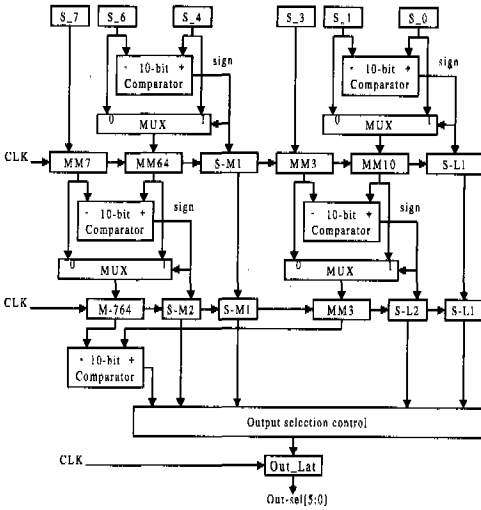 S_7 S_6 S_4 S_3 S_1 S_0
- 10-bit + sign - 10-bit + sign
Comparator Comparator
0 1 0 1
MUX MUX
CLK MM7 MM64 S-M1 MM3 MM10 S-L1
- 10-bit + sign - 10-bit + sign
Comparator Comparator
0 1 0 1
MUX MUX
CLK M-764 S-M2 S-M1 MM3 S-L2 S-L1
- 10-bit +
Comparator
Output selection control
CLK Out_Lat
Out-sel[5:0]